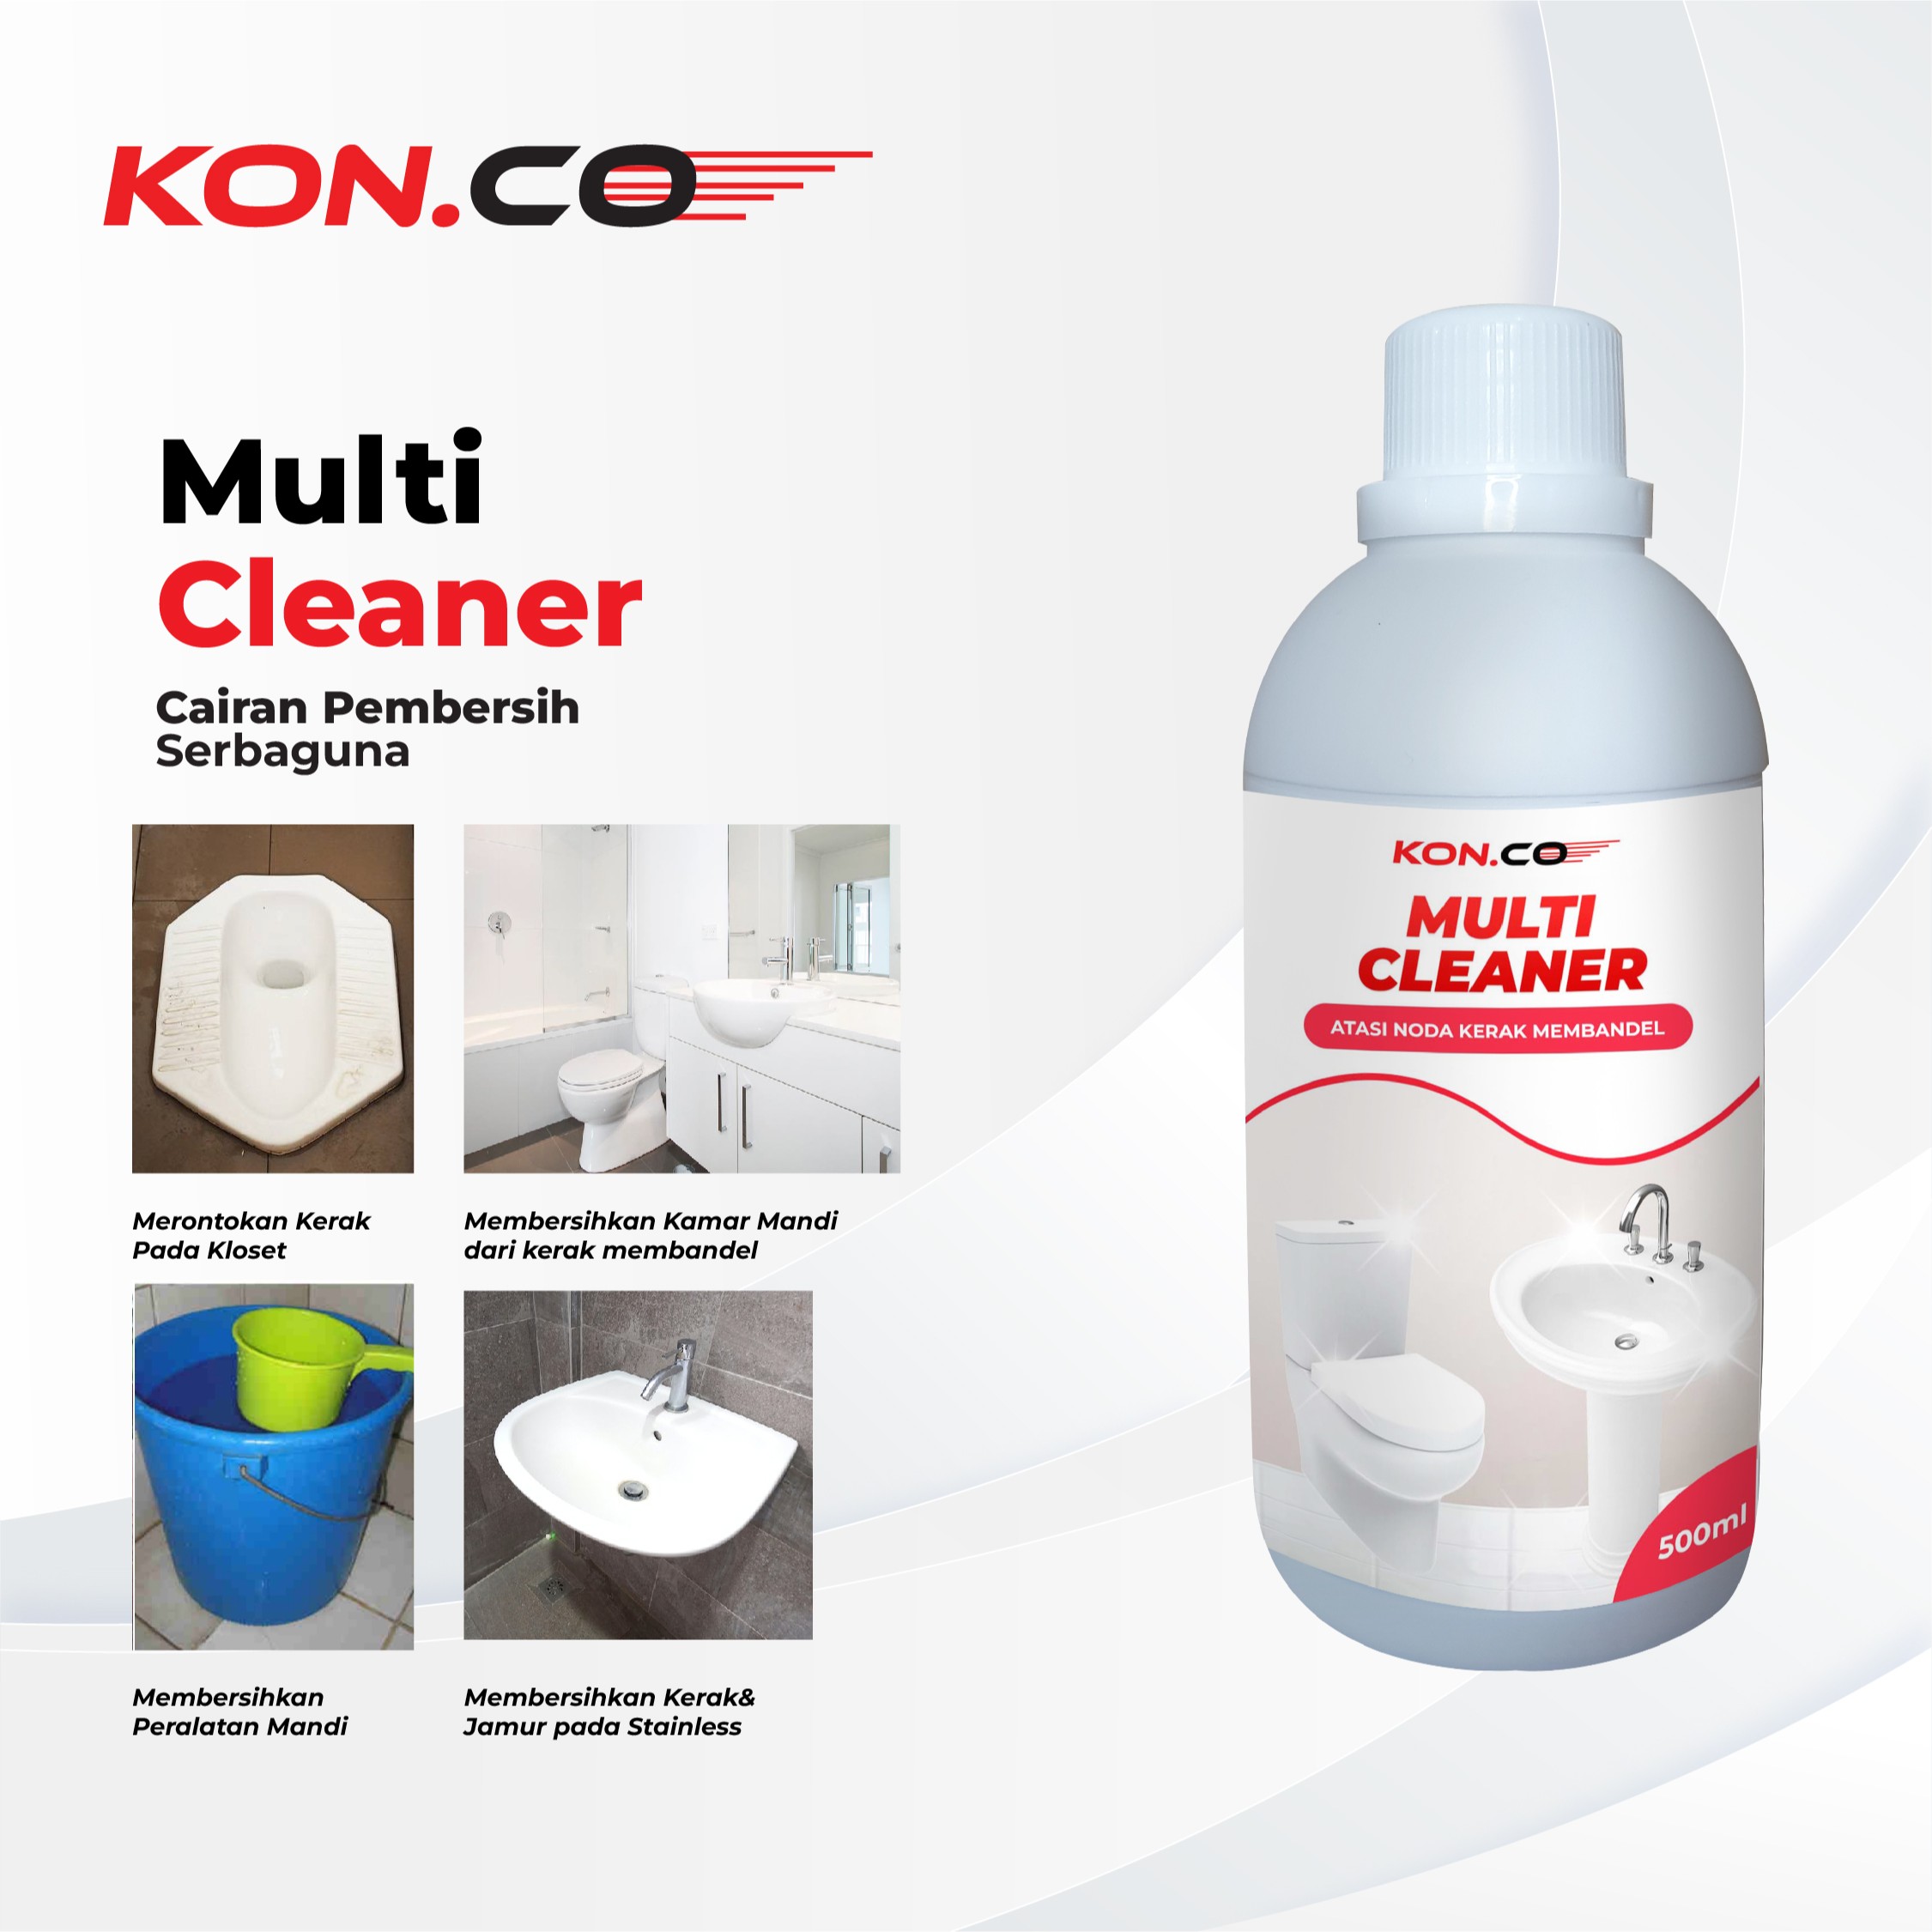 KON.CO
Multi
Cleaner
Cairan Pembersih
Serbaguna
Merontokan Kerak
Pada Kloset
Membersihkan Kamar Mandi
dari kerak membandel
Membersihkan
Peralatan Mandi
Membersihkan Kerak&
Jamur pada Stainless
KON.CO
MULTI
CLEANER
ATASI NODA KERAK MEMBANDEL
500ml